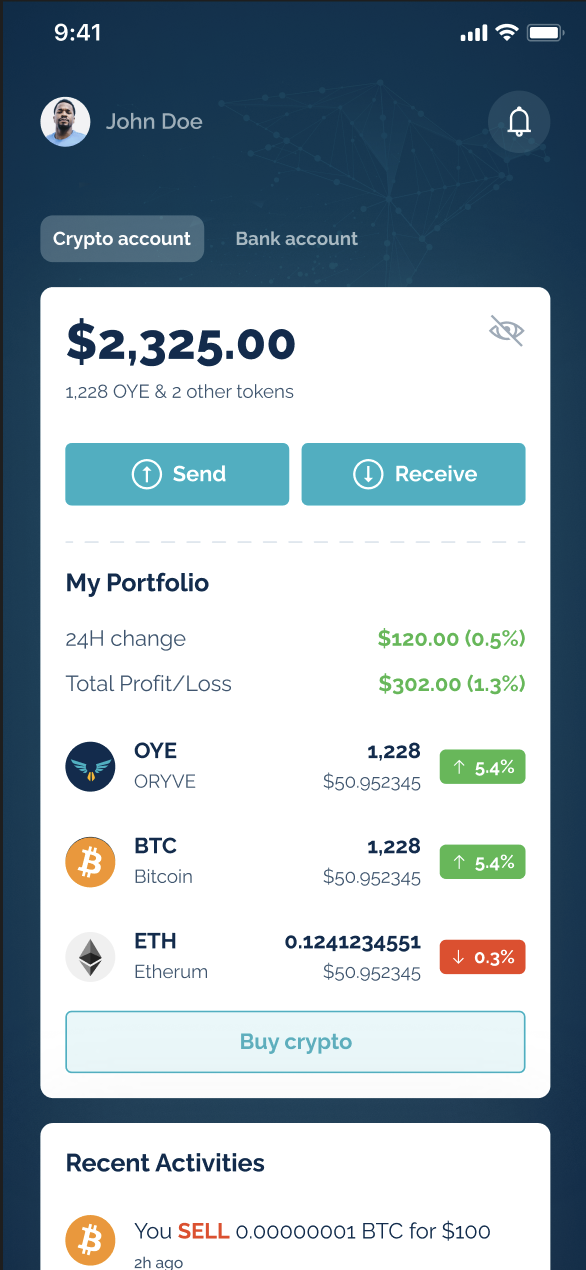 9:41
John Doe
Crypto account
Bank account
$2,325.00
1,228 OYE & 2 other tokens
Send
Receive
My Portfolio
24H change
$120.00 (0.5%)
Total Profit/Loss
$302.00 (1.3%)
OYE
1,228
ORYVE
$50.952345
5.4%
BTC
1,228
Bitcoin
$50.952345
5.4%
ETH
0.1241234551
Etherum
$50.952345
0.3%
Buy crypto
Recent Activities
You SELL 0.00000001 BTC for $100
2h ago